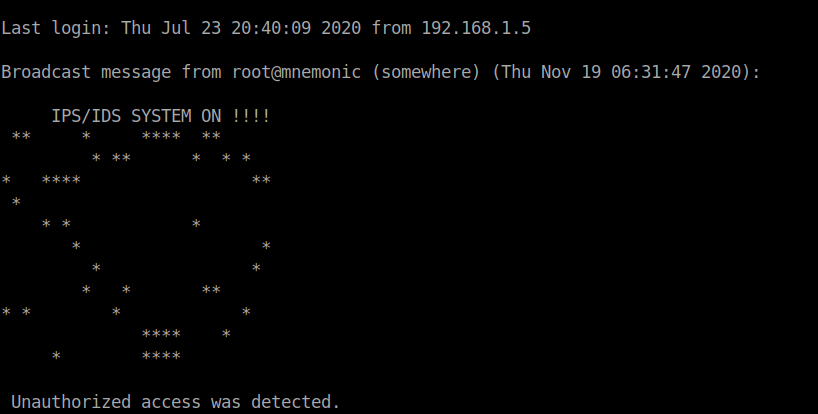 Last login: Thu Jul 23 20:40:09 2020 from 192.168.1.5
Broadcast message from root@mnemonic (somewhere) (Thu Nov 19 06:31:47 2020):
     IPS/IDS SYSTEM ON !!!!
 **     *     ****  **
         * **      *  * *
*   ****                 **
 *
    * *            *
       *                  *
         *               *
        *   *       **
* *        *            *
              ****    *
     *        ****
 Unauthorized access was detected.